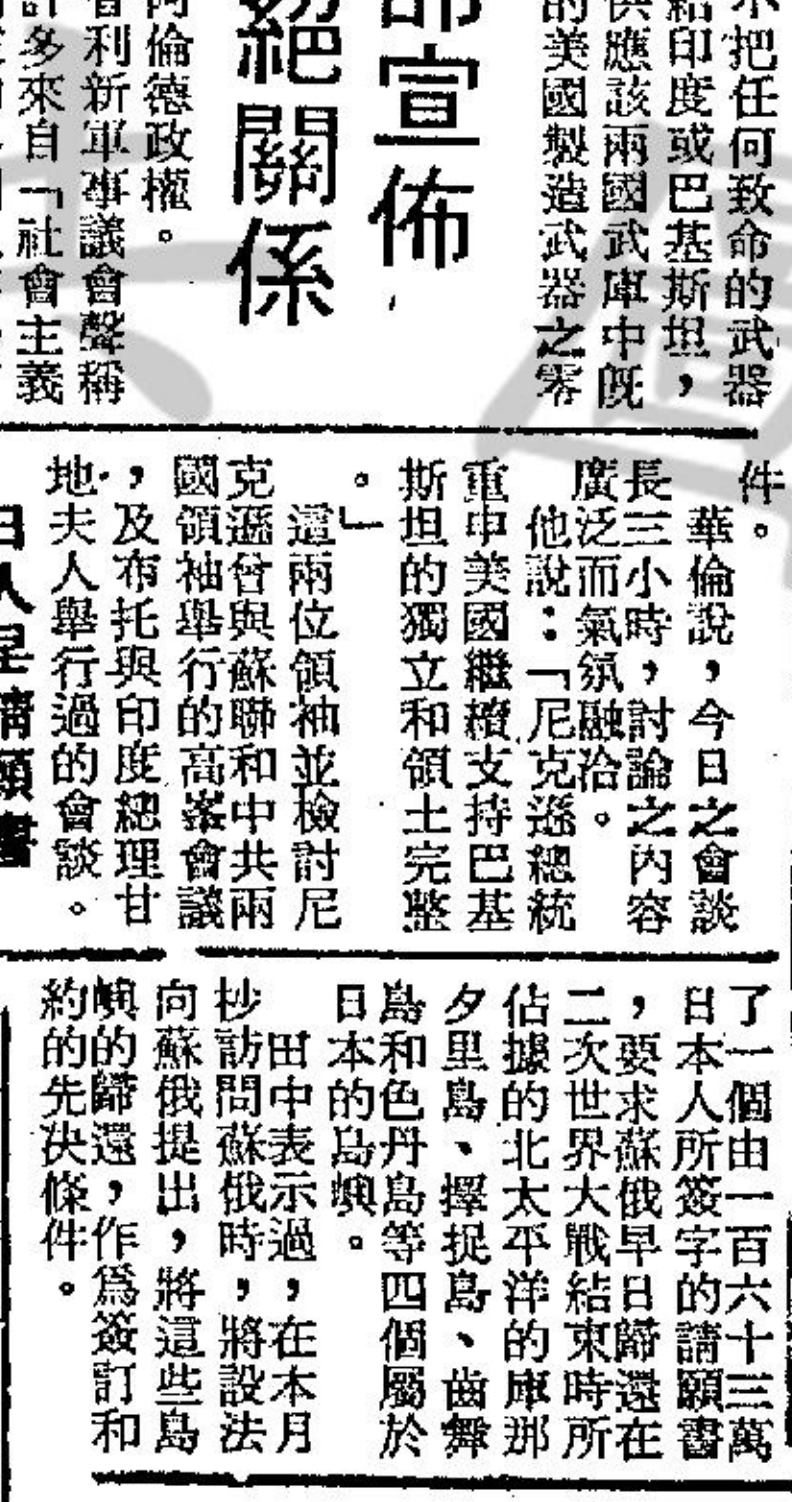 不把任何致命的武器
給印度或巴基斯坦，
供應該兩國武庫中旣
的美國製造武器之零
宣佈
絕關係
阿倫德政權。
智利新軍事議會聲稱
許多來自「社會主義
件。
華倫說，今日之會談
長三小時，討論之內容
廣泛而氣氛融洽。
他說：「尼克遜總統
重申美國繼續支持巴基
斯坦的獨立和領土完整
。」
這兩位領袖並檢討尼
克遜曾與蘇聯和中共兩
國領袖舉行的高峯會議
，及布托與印度總理甘
地夫人舉行過的會談。
日人呈請願書
了一個由一百六十三萬
日本人所簽字的請願書
，要求蘇俄早日歸還在
二次世界大戰結束時所
佔據的北太平洋的庫那
夕里島、擇捉島、齒舞
島和色丹島等四個屬於
日本的島嶼。
田中表示過，在本月
抄訪問蘇俄時，將設法
向蘇俄提出，將這些島
嶼的歸還，作爲簽訂和
約的先决條件。